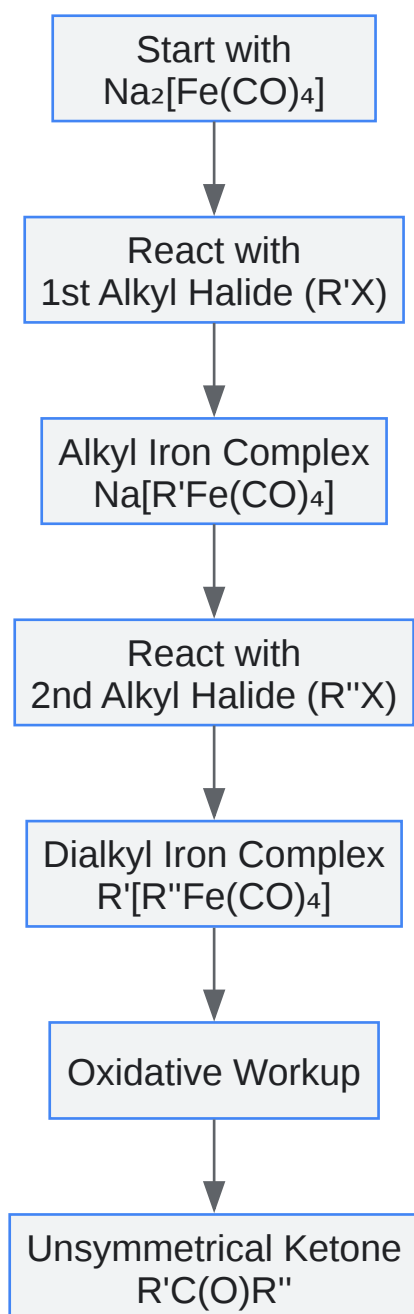 Start with
Na₂[Fe(CO)₄]
React with
1st Alkyl Halide (R'X)
Alkyl Iron Complex
Na[R'Fe(CO)₄]
React with
2nd Alkyl Halide (R''X)
Dialkyl Iron Complex
R'[R''Fe(CO)₄]
Oxidative Workup
Unsymmetrical Ketone
R'C(O)R''